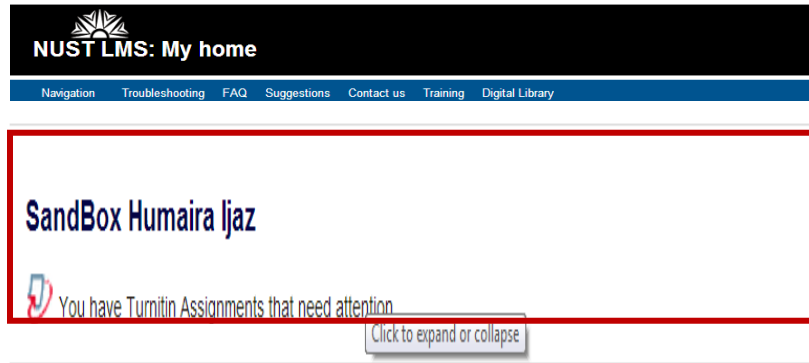 NUST LMS: My home
Navigation Troubleshooting FAQ Suggestions Contact us Training Digital Library
SandBox Humaira Ijaz
You have Turnitin Assignments that need attention
Click to expand or collapse